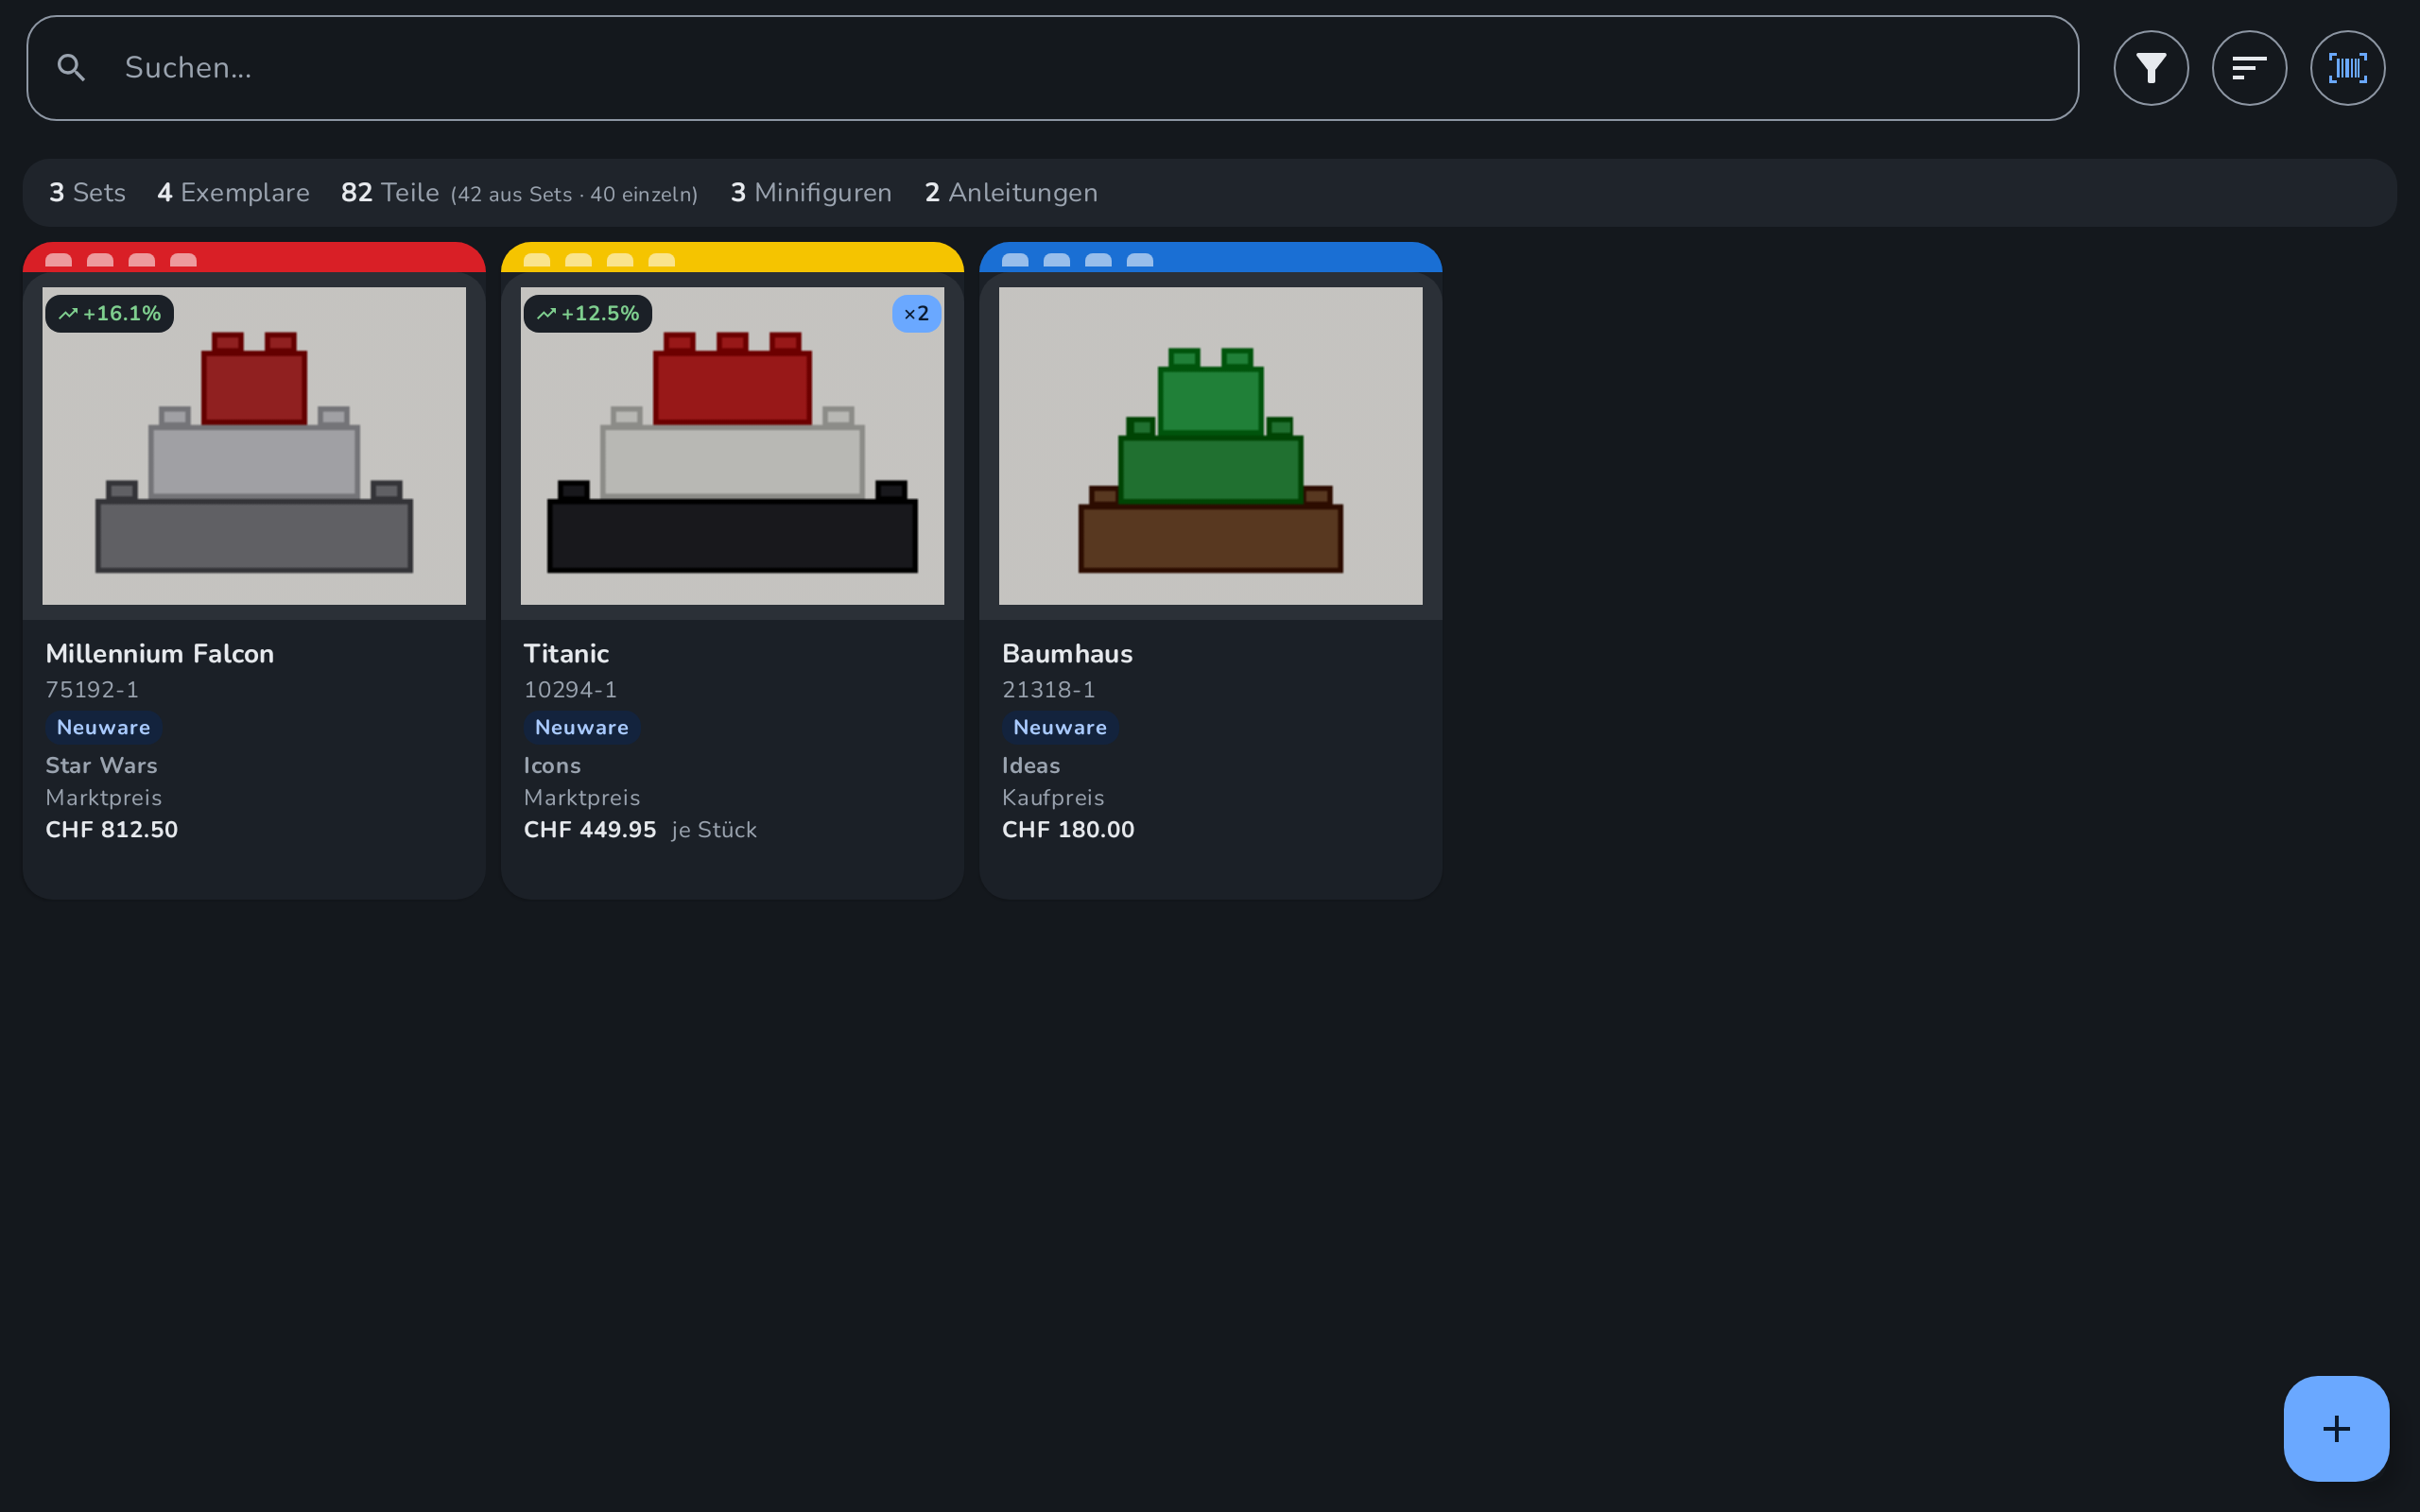 Suchen...
3 Sets 4 Exemplare 82 Teile (42 aus Sets · 40 einzeln) 3 Minifiguren 2 Anleitungen
+16.1%
Millennium Falcon
75192-1
Neuware
Star Wars
Marktpreis
CHF 812.50
+12.5% ×2
Titanic
10294-1
Neuware
Icons
Marktpreis
CHF 449.95 je Stück
Baumhaus
21318-1
Neuware
Ideas
Kaufpreis
CHF 180.00